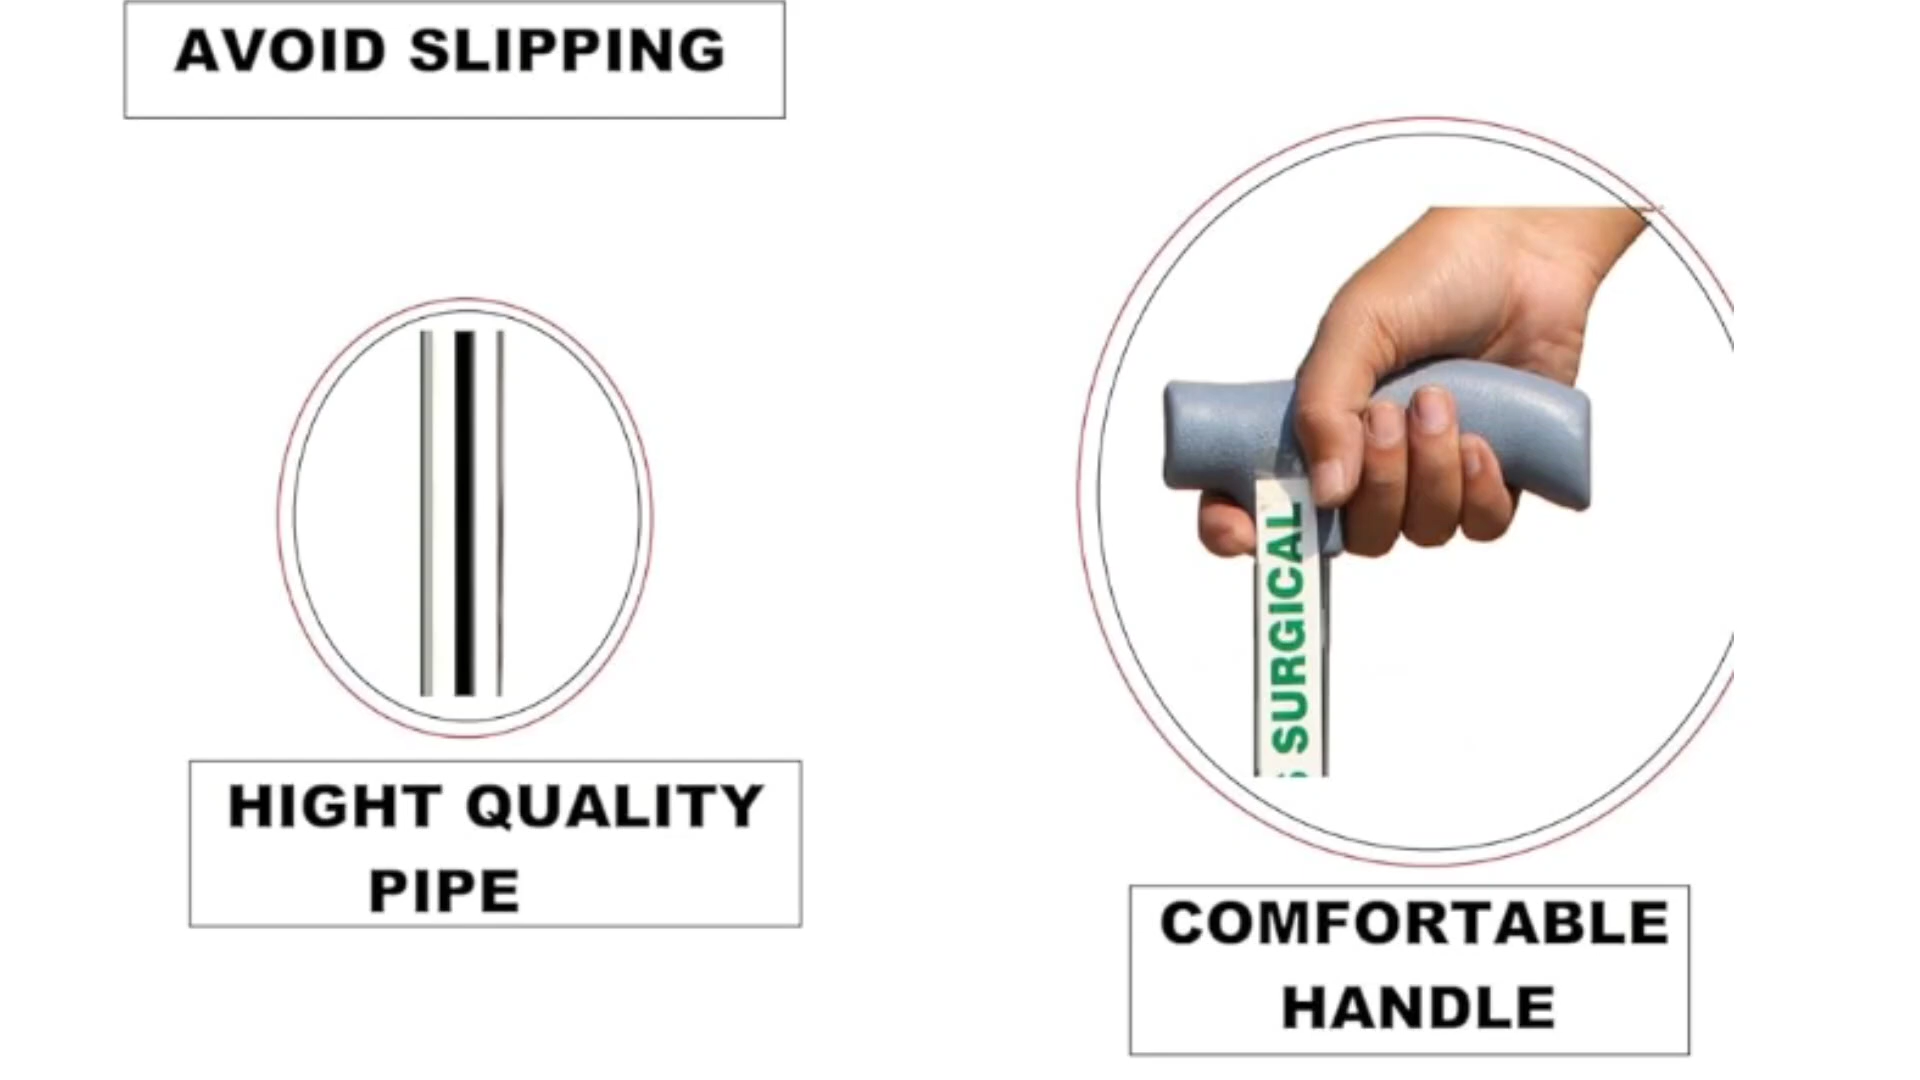 AVOID SLIPPING
HIGHT QUALITY
PIPE
SURGICAL
COMFORTABLE
HANDLE